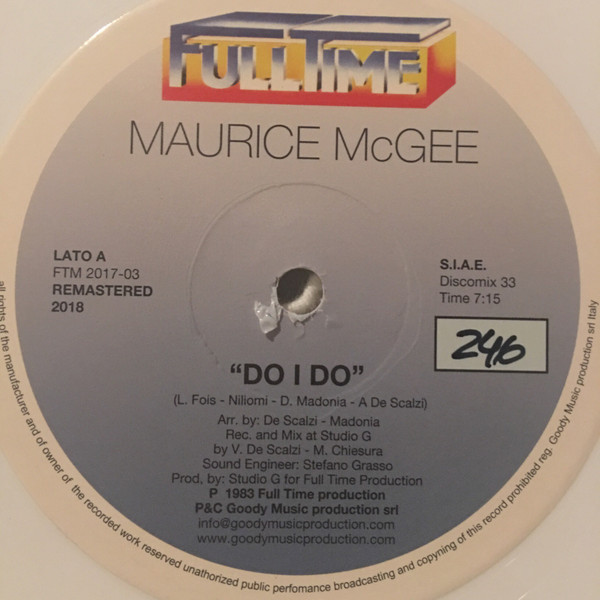 FULL TIME
MAURICE McGEE
LATO A
FTM 2017-03
REMASTERED
2018
S.I.A.E.
Discomix 33
Time 7:15
246
“DO I DO”
(L. Fois - Niliomi - D. Madonia - A De Scalzi)
Arr. by: De Scalzi - Madonia
Rec. and Mix at Studio G
by V. De Scalzi - M. Chiesura
Sound Engineer: Stefano Grasso
Prod, by: Studio G for Full Time Production
P 1983 Full Time production
P&C Goody Music production srl
info@goodymusicproduction.com
www.goodymusicproduction.com
all rights of the manufacturer and of owner of the recorded work reserved unathorized public perfomance broadcasting and copyning of this record prohibited reg. Goody Music production srl Italy